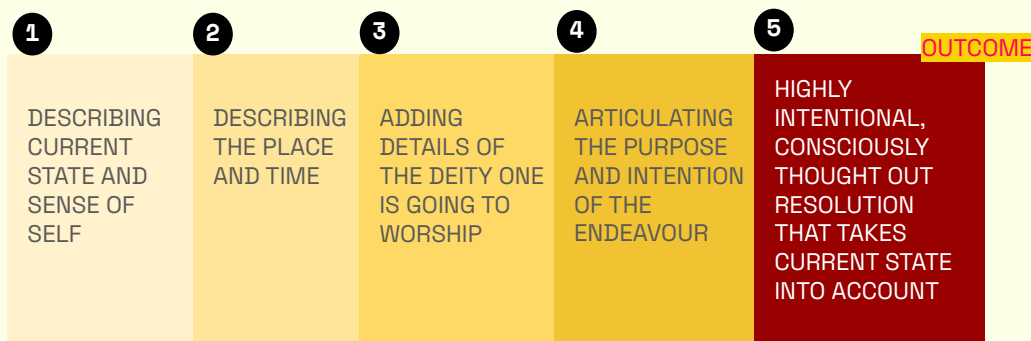 1
DESCRIBING
CURRENT
STATE AND
SENSE OF
SELF
2
DESCRIBING
THE PLACE
AND TIME
3
ADDING
DETAILS OF
THE DEITY ONE
IS GOING TO
WORSHIP
4
ARTICULATING
THE PURPOSE
AND INTENTION
OF THE
ENDEAVOUR
5
OUTCOME
HIGHLY
INTENTIONAL,
CONSCIOUSLY
THOUGHT OUT
RESOLUTION
THAT TAKES
CURRENT STATE
INTO ACCOUNT